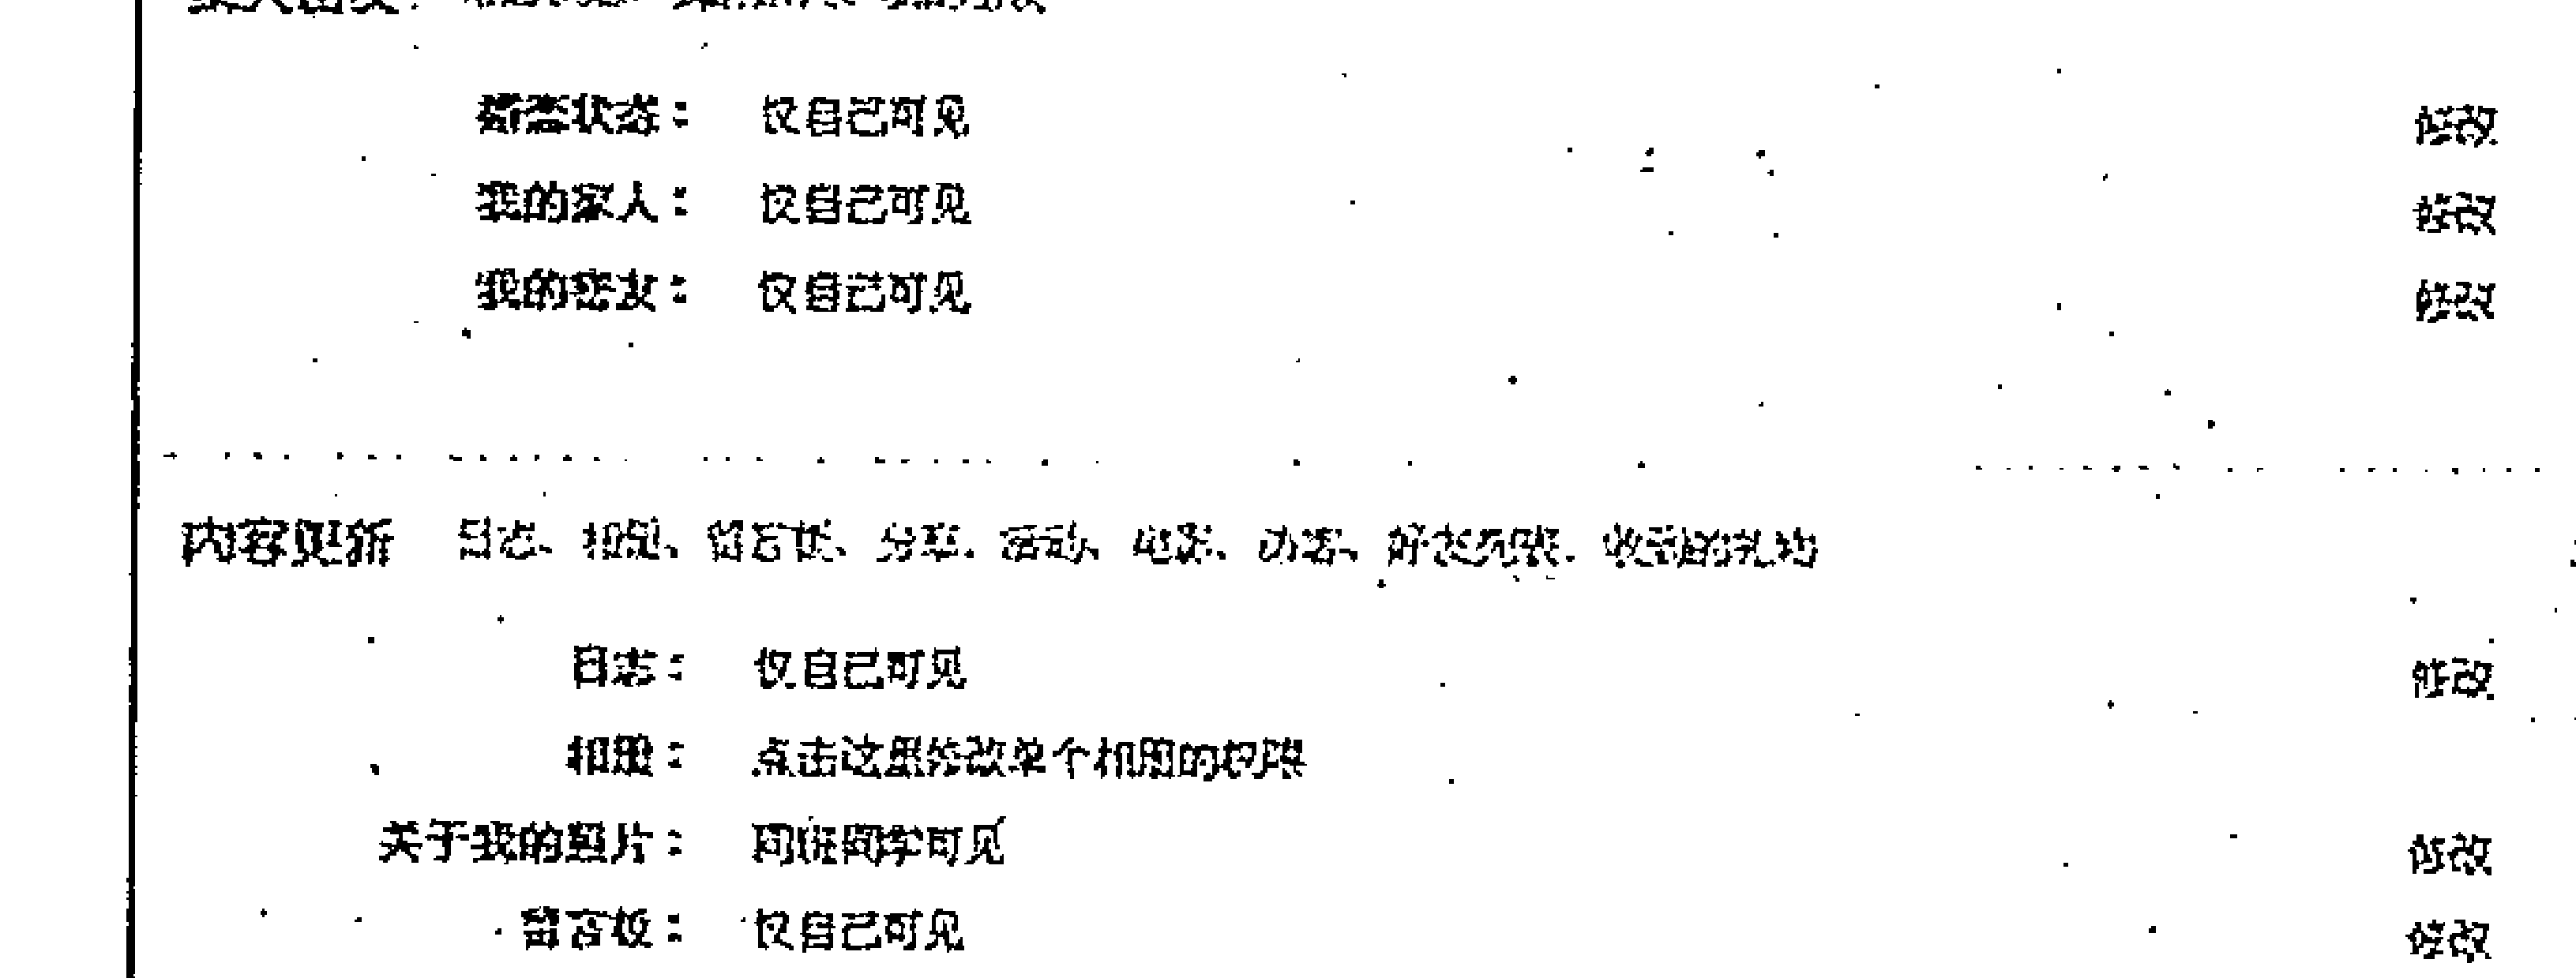 婚恋状态： 仅自己可见 修改
我的家人： 仅自己可见 修改
我的密友： 仅自己可见 修改
内容更新 日志、相册、留言板、分享、活动、电影、访客、好友列表、收到的礼物
日志： 仅自己可见 修改
相册： 点击这里修改单个相册的权限
关于我的照片： 同班同学可见 修改
留言板： 仅自己可见 修改